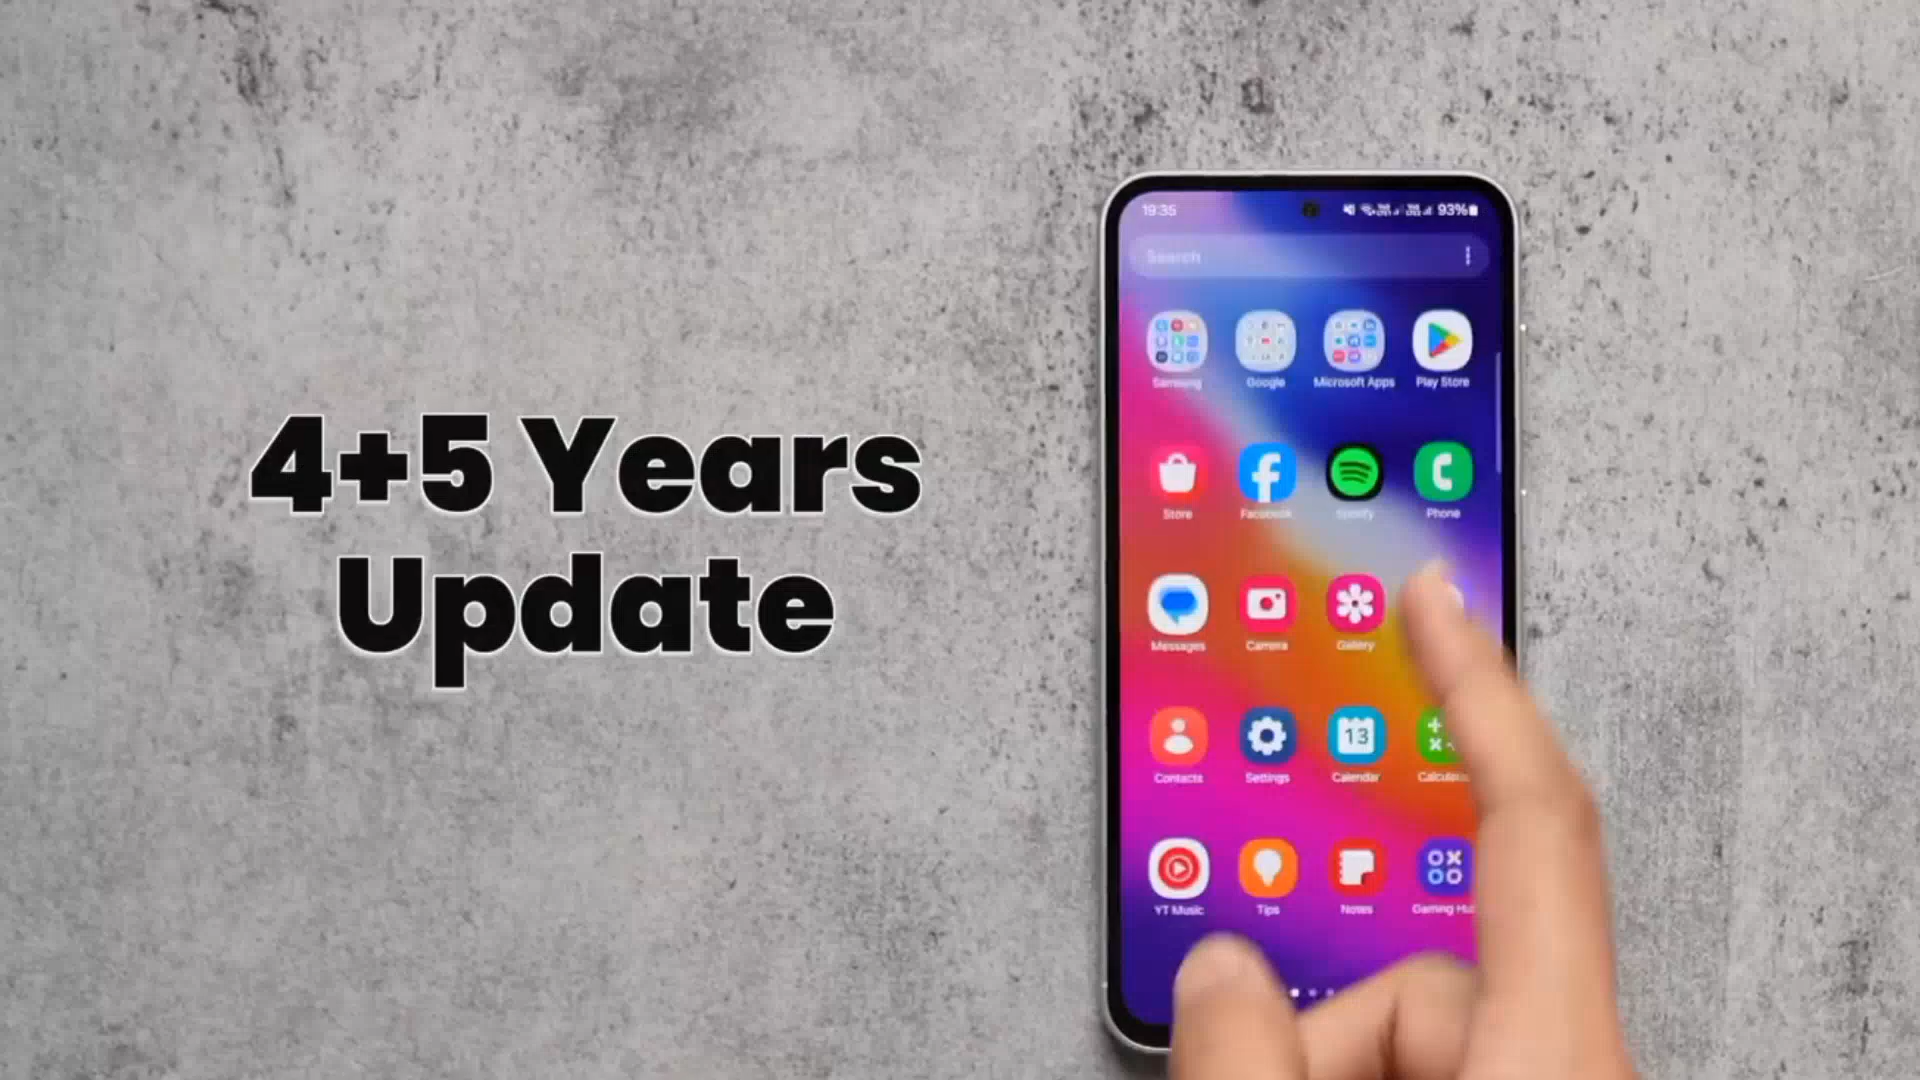 4+5 Years
Update
19:35
93%
Search
Samsung
Google
Microsoft Apps
Play Store
Store
Facebook
Spotify
Phone
Messages
Camera
Gallery
Contacts
Settings
13
Calendar
YT Music
Tips
Notes